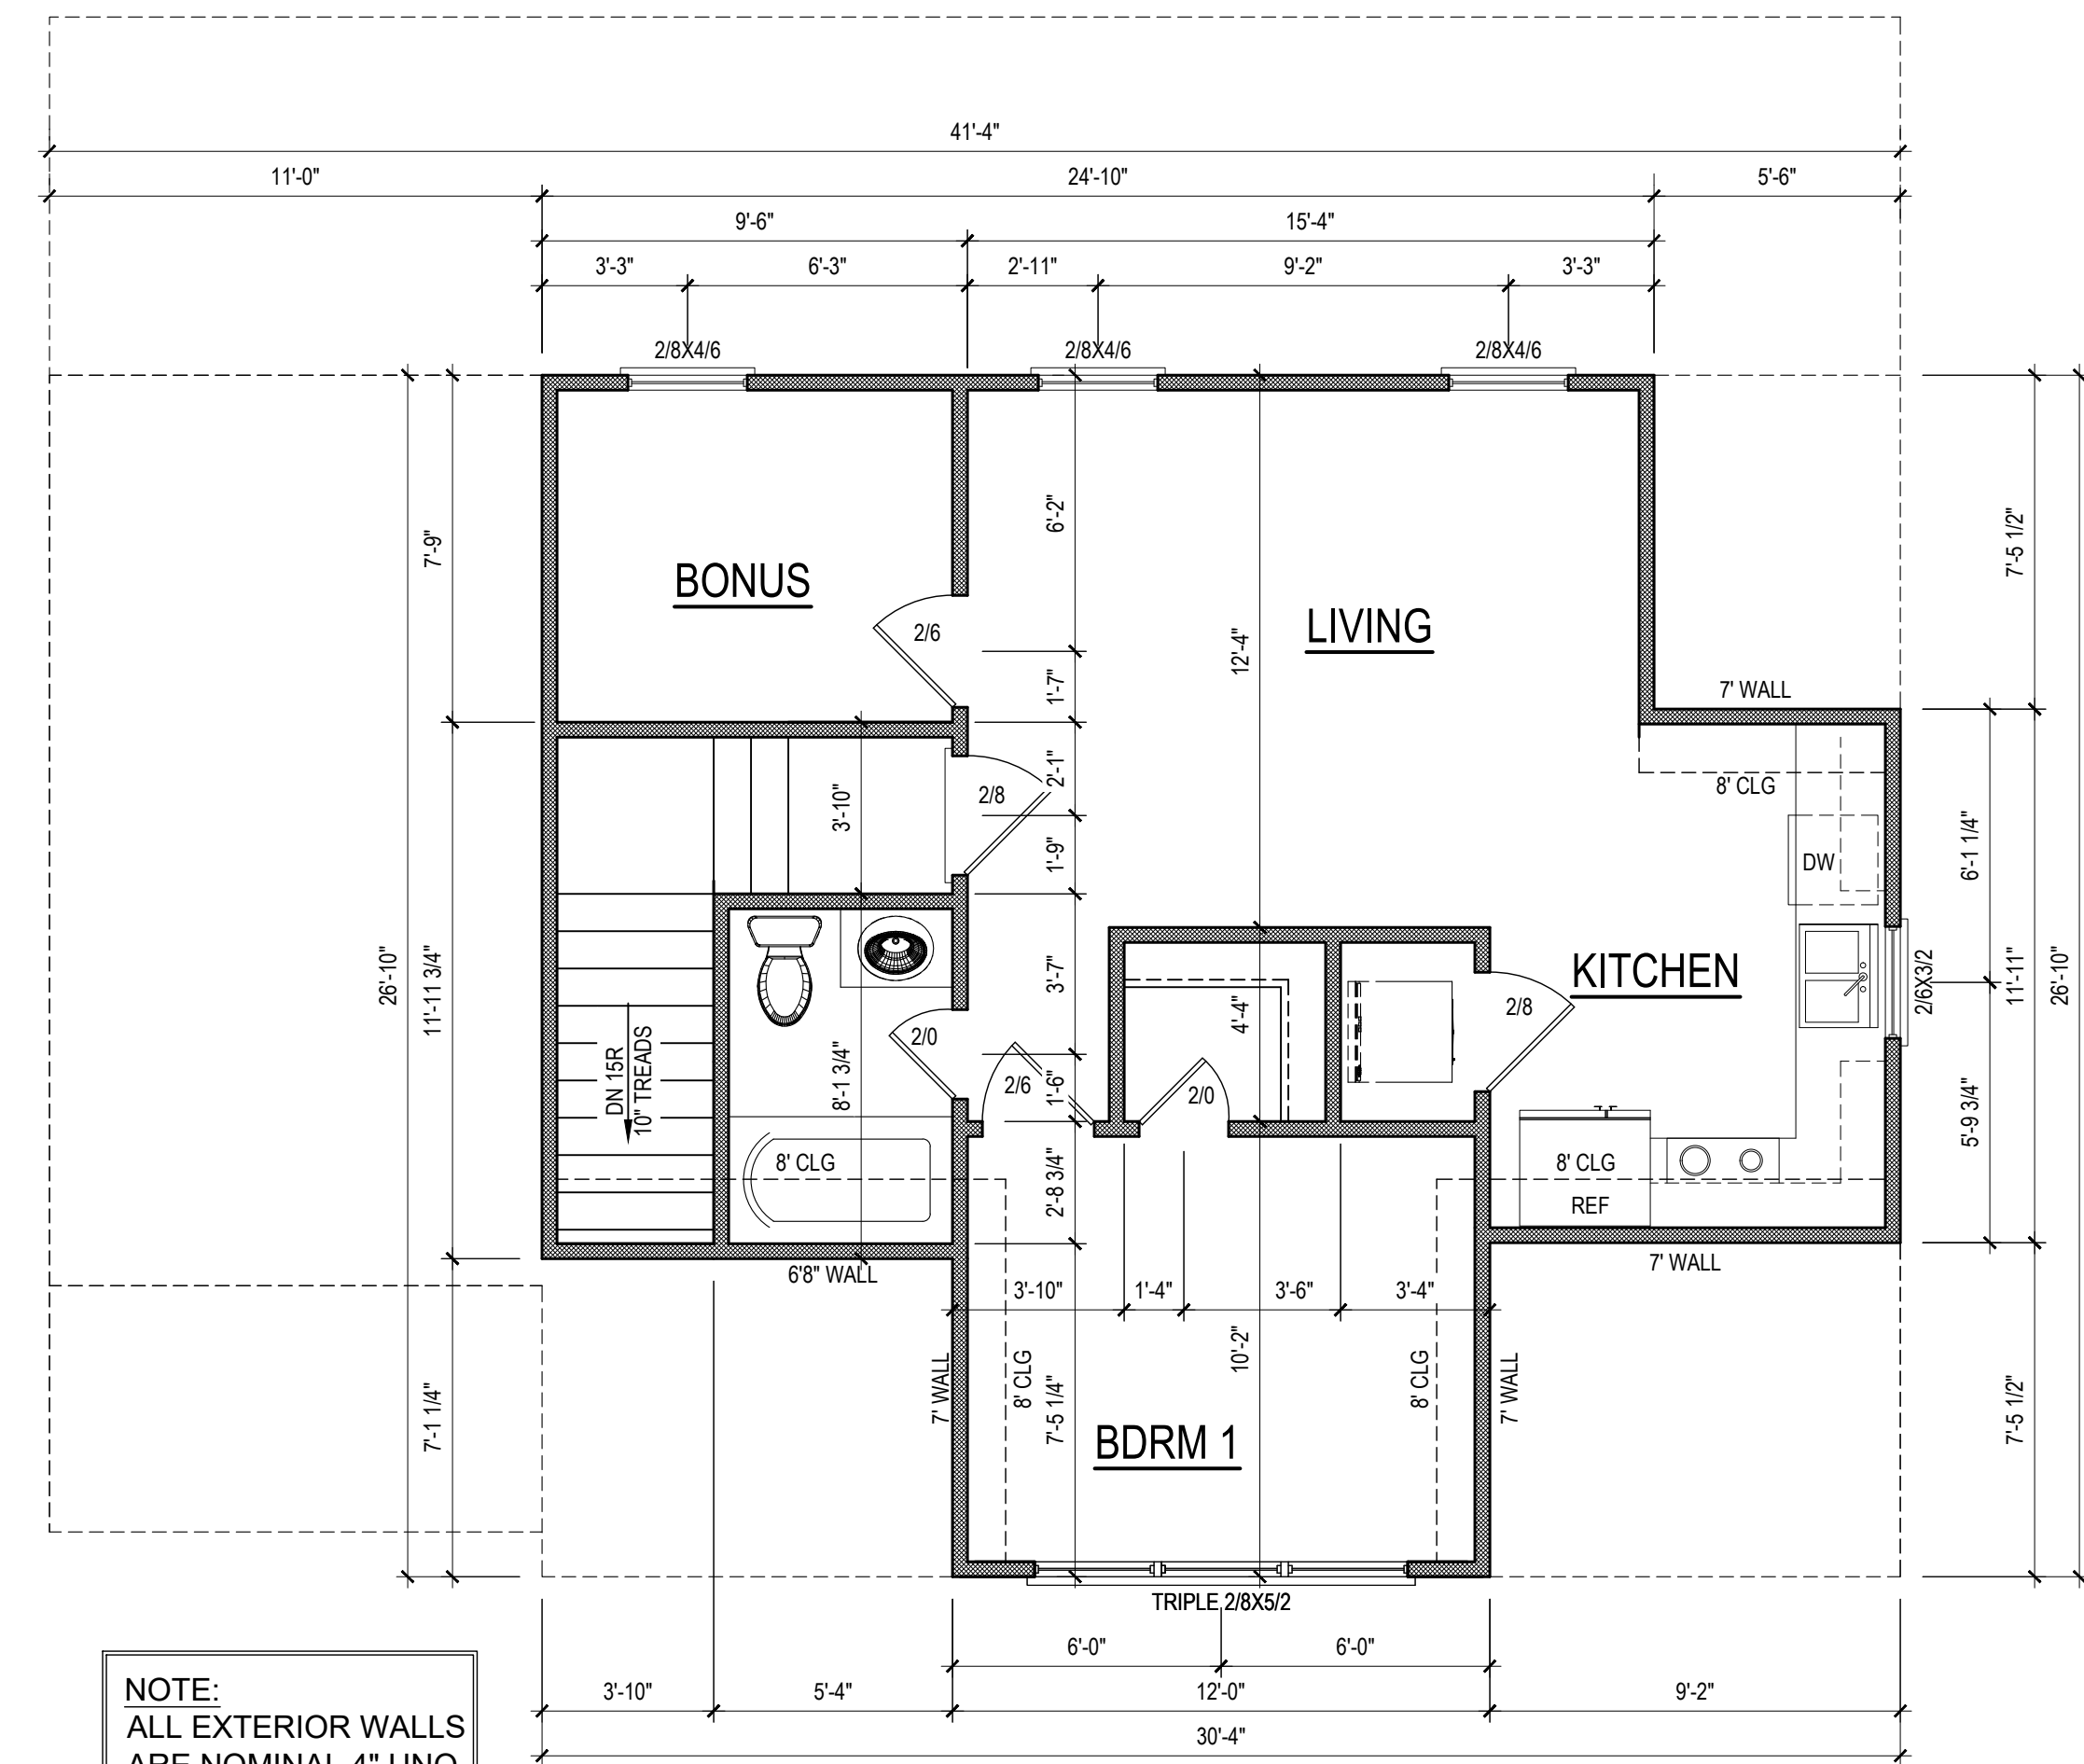 41'-4"
11'-0" 24'-10" 5'-6"
9'-6" 15'-4"
3'-3" 6'-3" 2'-11" 9'-2" 3'-3"
2/8X4/6 2/8X4/6 2/8X4/6
6'-2"
7'-9"
7'-5 1/2"
BONUS
LIVING
2/6
12'-4"
1'-7"
7' WALL
2'-1"
2/8
3'-10"
8' CLG
1'-9"
6'-1 1/4"
DW
3'-7"
KITCHEN
26'-10"
11'-11 3/4"
2/6X3/2
11'-11"
26'-10"
4'-4"
2/8
2/0
DN 15R
10" TREADS
8'-1 3/4"
2/6
1'-6"
2/0
5'-9 3/4"
8' CLG
2'-8 3/4"
8' CLG
REF
6'8" WALL
7' WALL
3'-10" 1'-4" 3'-6" 3'-4"
10'-2"
7' WALL
8' CLG
7'-5 1/4"
8' CLG
7' WALL
7'-1 1/4"
7'-5 1/2"
BDRM 1
TRIPLE 2/8X5/2
6'-0" 6'-0"
3'-10" 5'-4" 12'-0" 9'-2"
30'-4"
NOTE:
ALL EXTERIOR WALLS
ARE NOMINAL 4" UNO